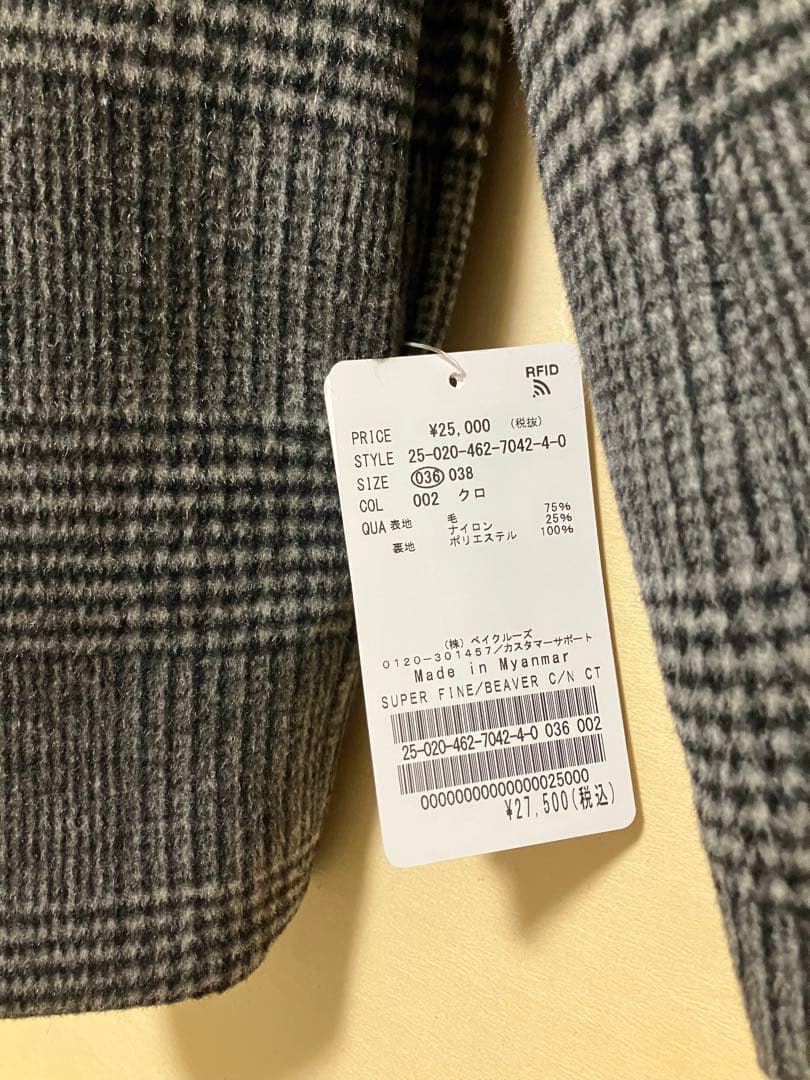 RFID
PRICE ¥25,000 (税抜)
STYLE 25-020-462-7042-4-0
SIZE 036 038
COL 002 クロ
QUA 表地 毛 75%
ナイロン 25%
裏地 ポリエステル 100%
(株) ベイクルーズ
0120-301457/カスタマーサポート
Made in Myanmar
SUPER FINE/BEAVER C/N CT
25-020-462-7042-4-0 036 002
00000000000000025000
¥27,500(税込)